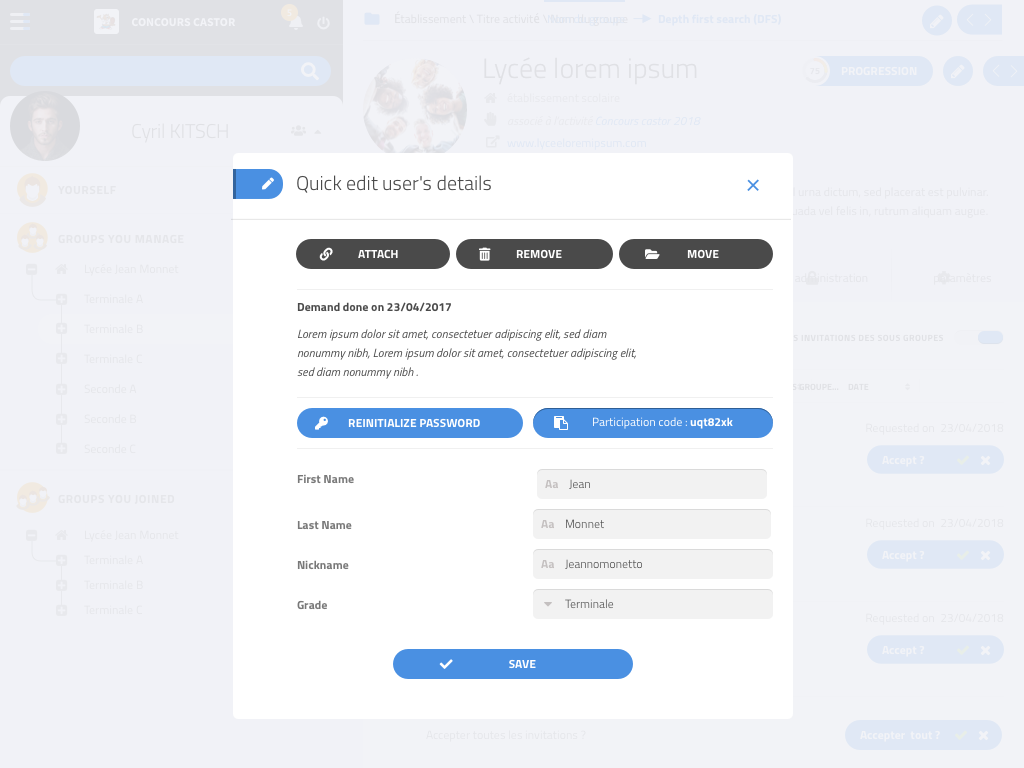 CONCOURS CASTOR
Établissement \ Titre activité \ Nom du groupe
Depth first search (DFS)
Lycée lorem ipsum
PROGRESSION
établissement scolaire
Cyril KITSCH
accosié à l'activité Concours castor 2018
www.lyceeloremipsum.com
YOURSELF
GROUPS YOU MANAGE
Lycée Jean Monnet
Terminale A
Terminale B
Terminale C
Seconde A
Seconde B
Seconde C
GROUPS YOU JOINED
Lycée Jean Monnet
Terminale A
Terminale B
Terminale C
Quick edit user's details
ATTACH REMOVE MOVE
Demand done on 23/04/2017
Lorem ipsum dolor sit amet, consectetuer adipiscing elit, sed diam
nonummy nibh, Lorem ipsum dolor sit amet, consectetuer adipiscing elit,
sed diam nonummy nibh .
REINITIALIZE PASSWORD Participation code : uqt82xk
First Name Aa Jean
Last Name Aa Monnet
Nickname Aa Jeannomonetto
Grade Terminale
SAVE
urna dictum, sed placerat est pulvinar.
vel felis in, rutrum aliquam augue.
administration paramètres
INVITATIONS DES SOUS GROUPES
DATE
Requested on 23/04/2018
Accept ?
Requested on 23/04/2018
Accept ?
Requested on 23/04/2018
Accept ?
Accepter toutes les invitations ? Accepter tout ?